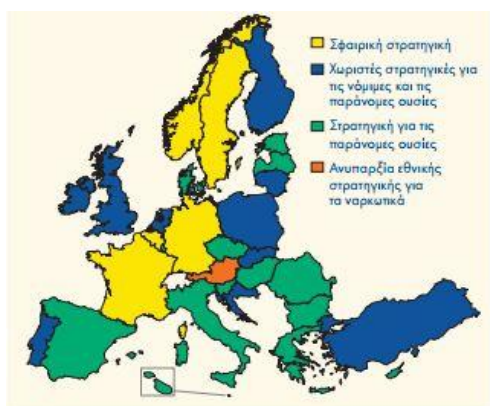 Σφαιρική στρατηγική
Χωριστές στρατηγικές για
τις νόμιμες και τις
παράνομες ουσίες
Στρατηγική για τις
παράνομες ουσίες
Ανυπαρξία εθνικής
στρατηγικής για
τα ναρκωτικά